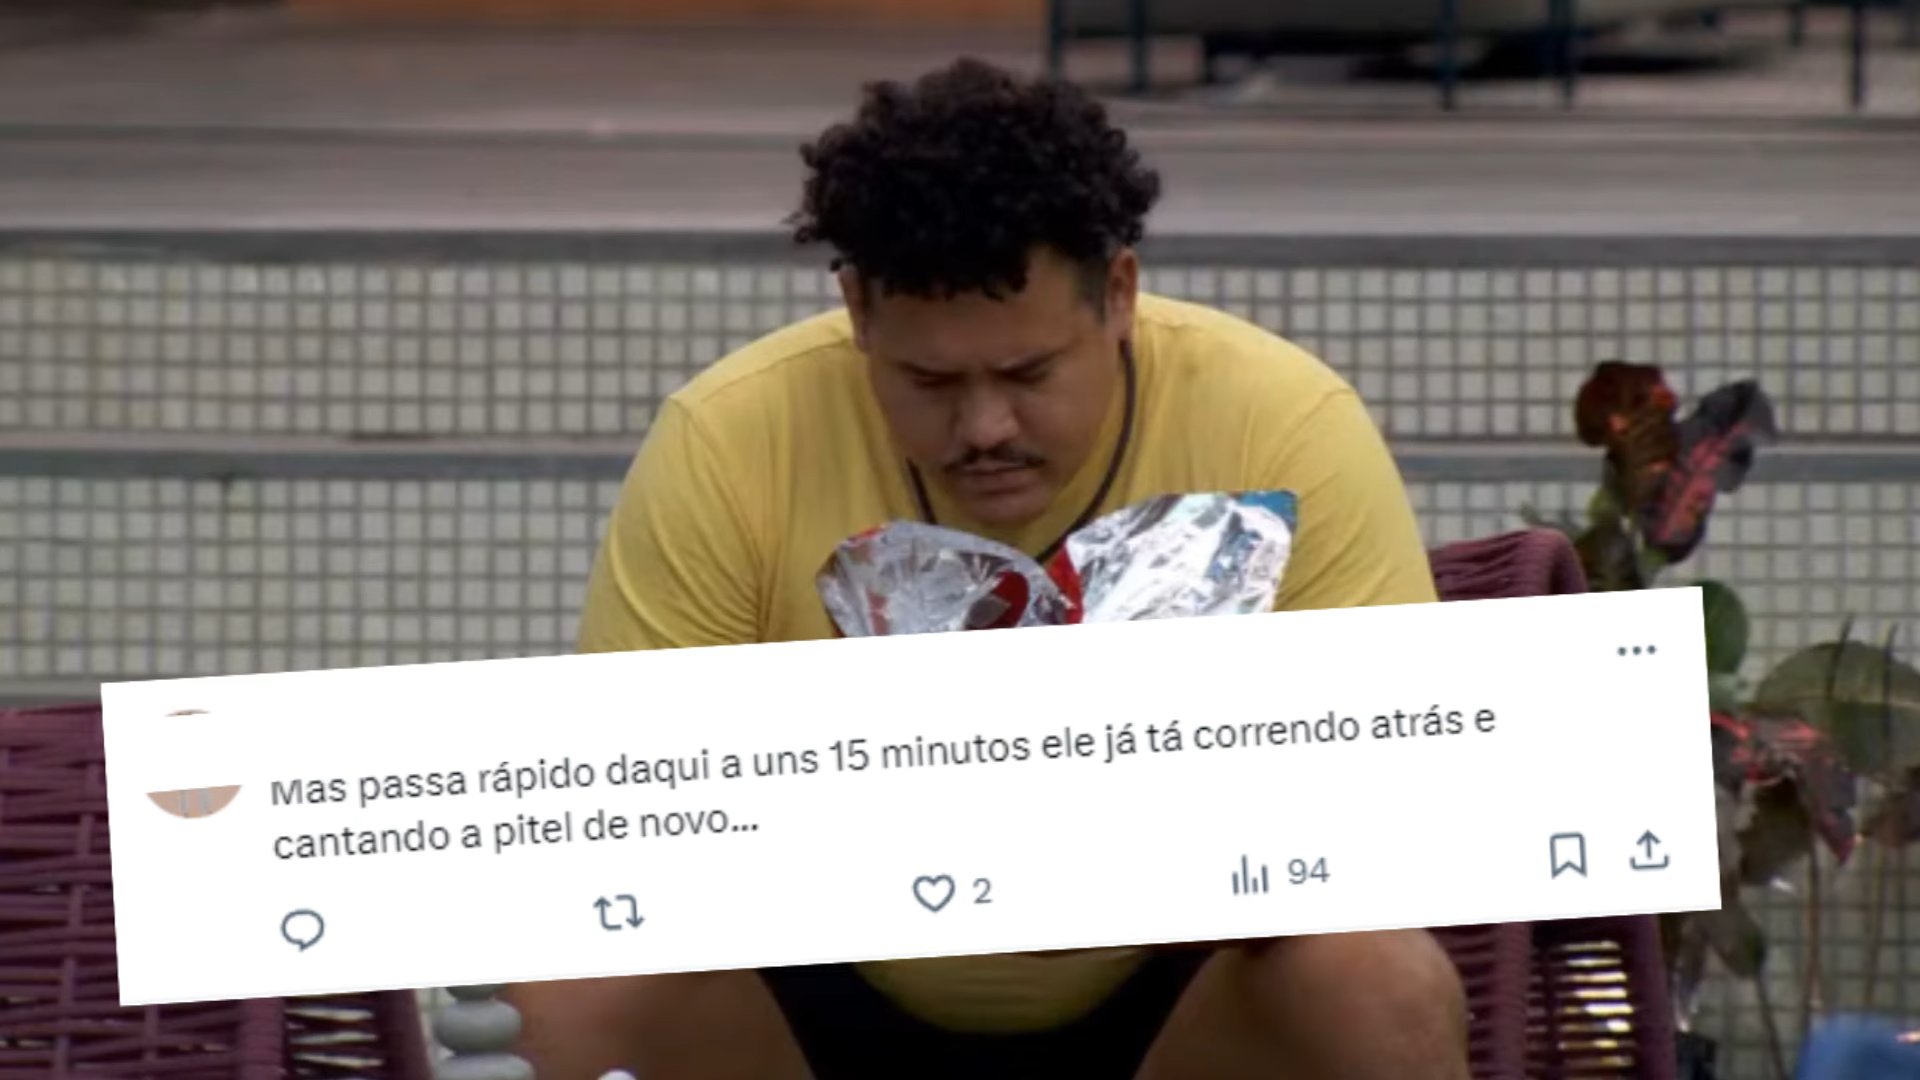 Mas passa rápido daqui a uns 15 minutos ele já tá correndo atrás e
cantando a pitel de novo...
2
94